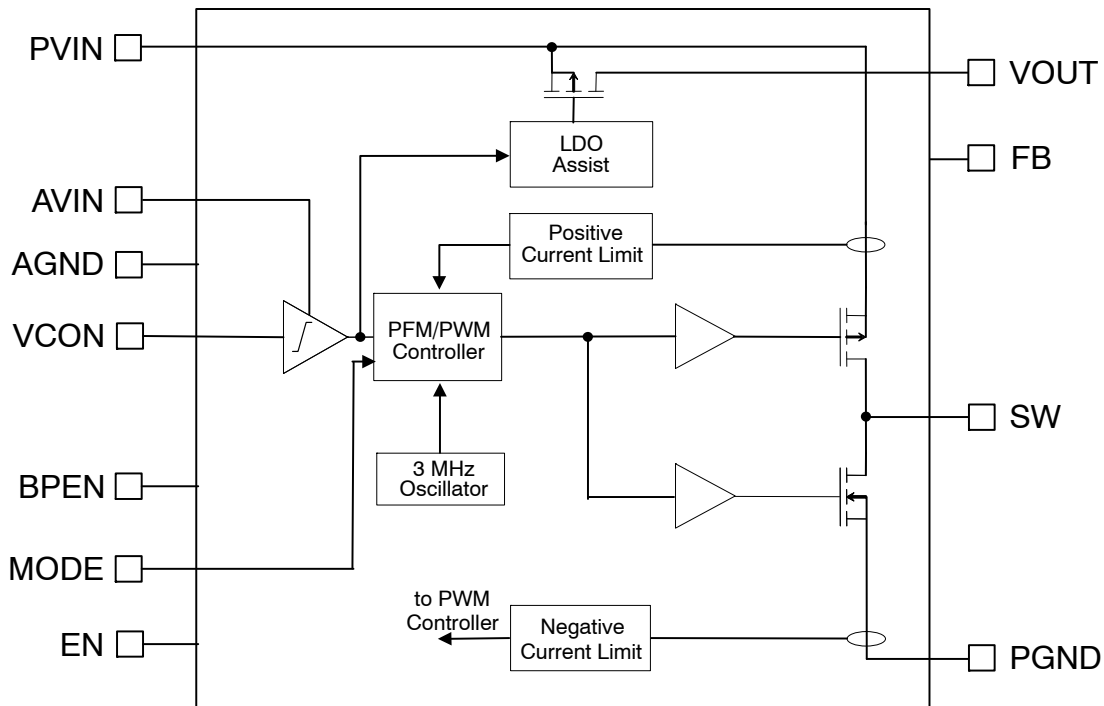 PVIN
VOUT
LDO
Assist
FB
AVIN
Positive
Current Limit
AGND
VCON
PFM/PWM
Controller
SW
3 MHz
Oscillator
BPEN
MODE
to PWM
Controller
Negative
Current Limit
EN
PGND